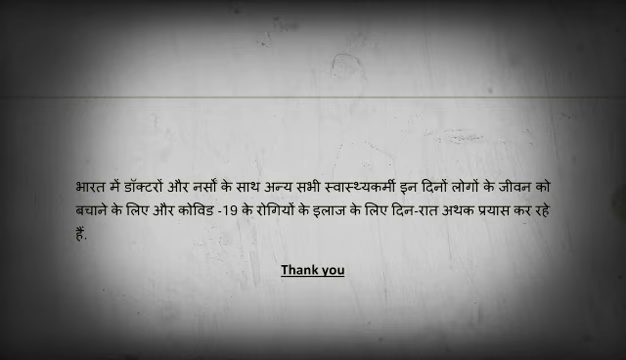 भारत में डॉक्टरों और नर्सों के साथ अन्य सभी स्वास्थ्यकर्मी इन दिनों लोगों के जीवन को
बचाने के लिए और कोविड -19 के रोगियों के इलाज के लिए दिन-रात अथक प्रयास कर रहे
हैं.
Thank you